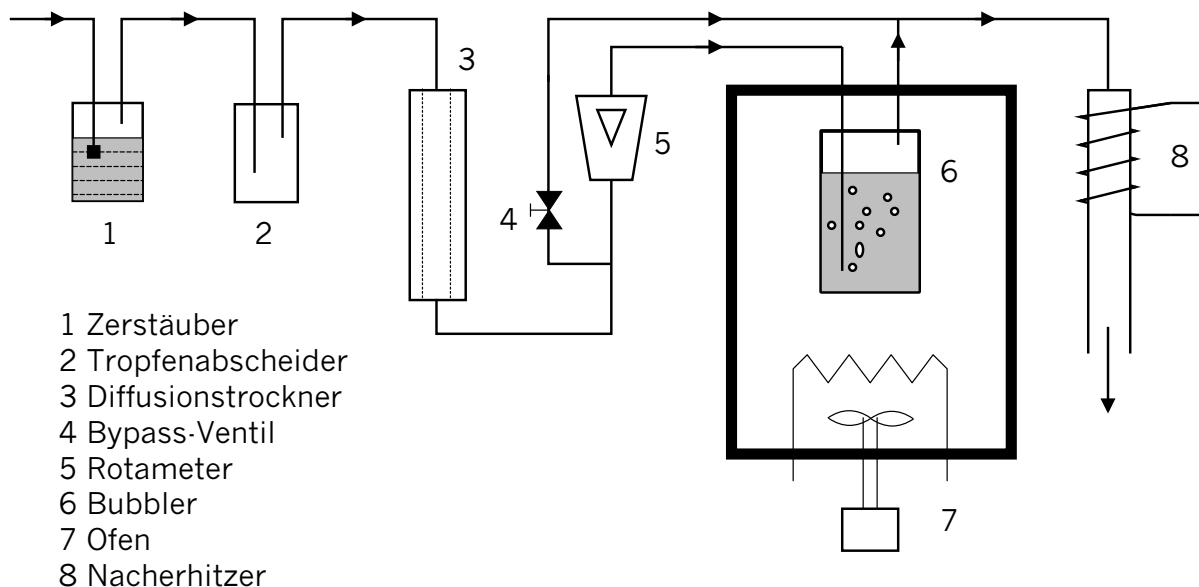 3
5
6
8
4
1
2
7
1 Zerstäuber
2 Tropfenabscheider
3 Diffusionstrockner
4 Bypass-Ventil
5 Rotameter
6 Bubbler
7 Ofen
8 Nacherhitzer